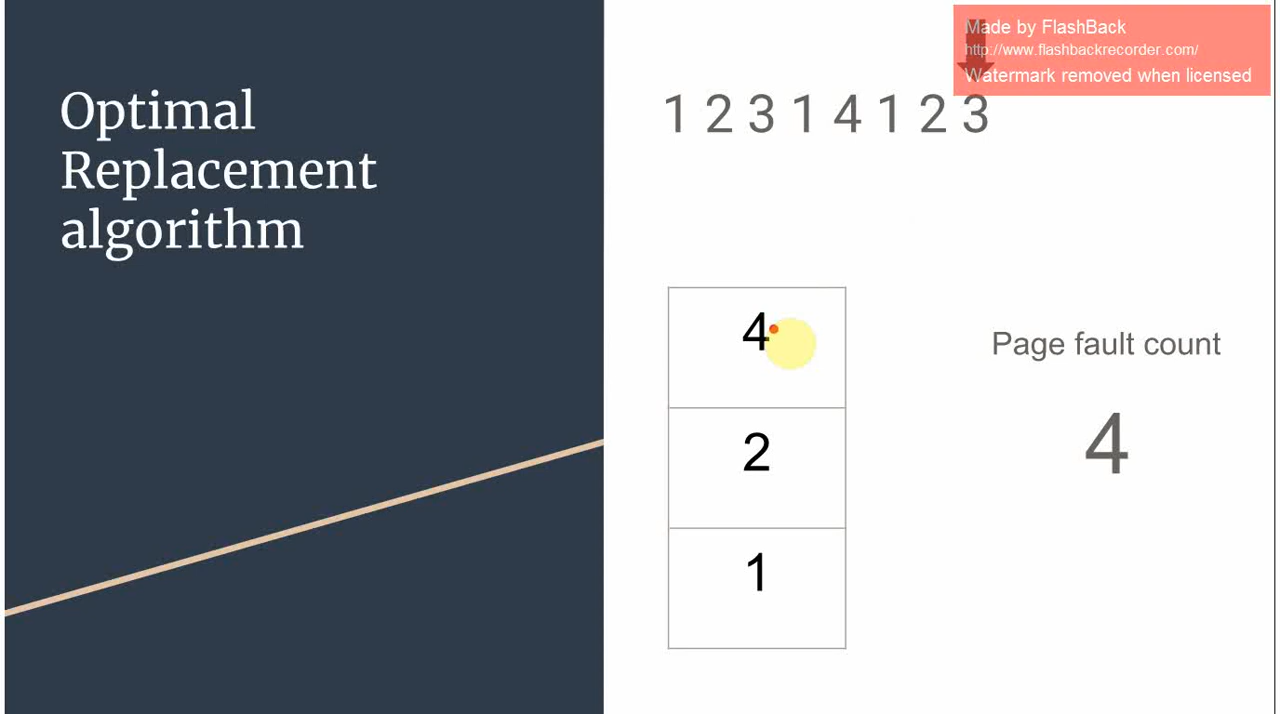 Optimal
Replacement
algorithm
Made by FlashBack
http://www.flashbackrecorder.com/
Watermark removed when licensed
1 2 3 1 4 1 2 3
4
2
1
Page fault count
4